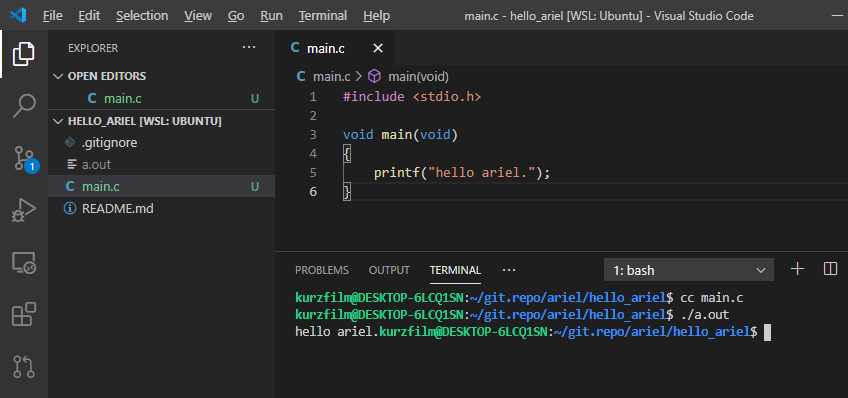 File Edit Selection View Go Run Terminal Help main.c - hello_ariel [WSL: Ubuntu] - Visual Studio Code
EXPLORER ···
OPEN EDITORS
C main.c U
HELLO_ARIEL [WSL: UBUNTU]
.gitignore
a.out
C main.c U
README.md
1
C main.c
C main.c > main(void)
1 #include <stdio.h>
2
3 void main(void)
4 {
5 printf("hello ariel.");
6 }
PROBLEMS OUTPUT TERMINAL ··· 1: bash
kurzfilm@DESKTOP-6LCQ1SN:~/git.repo/ariel/hello_ariel$ cc main.c
kurzfilm@DESKTOP-6LCQ1SN:~/git.repo/ariel/hello_ariel$ ./a.out
hello ariel.kurzfilm@DESKTOP-6LCQ1SN:~/git.repo/ariel/hello_ariel$